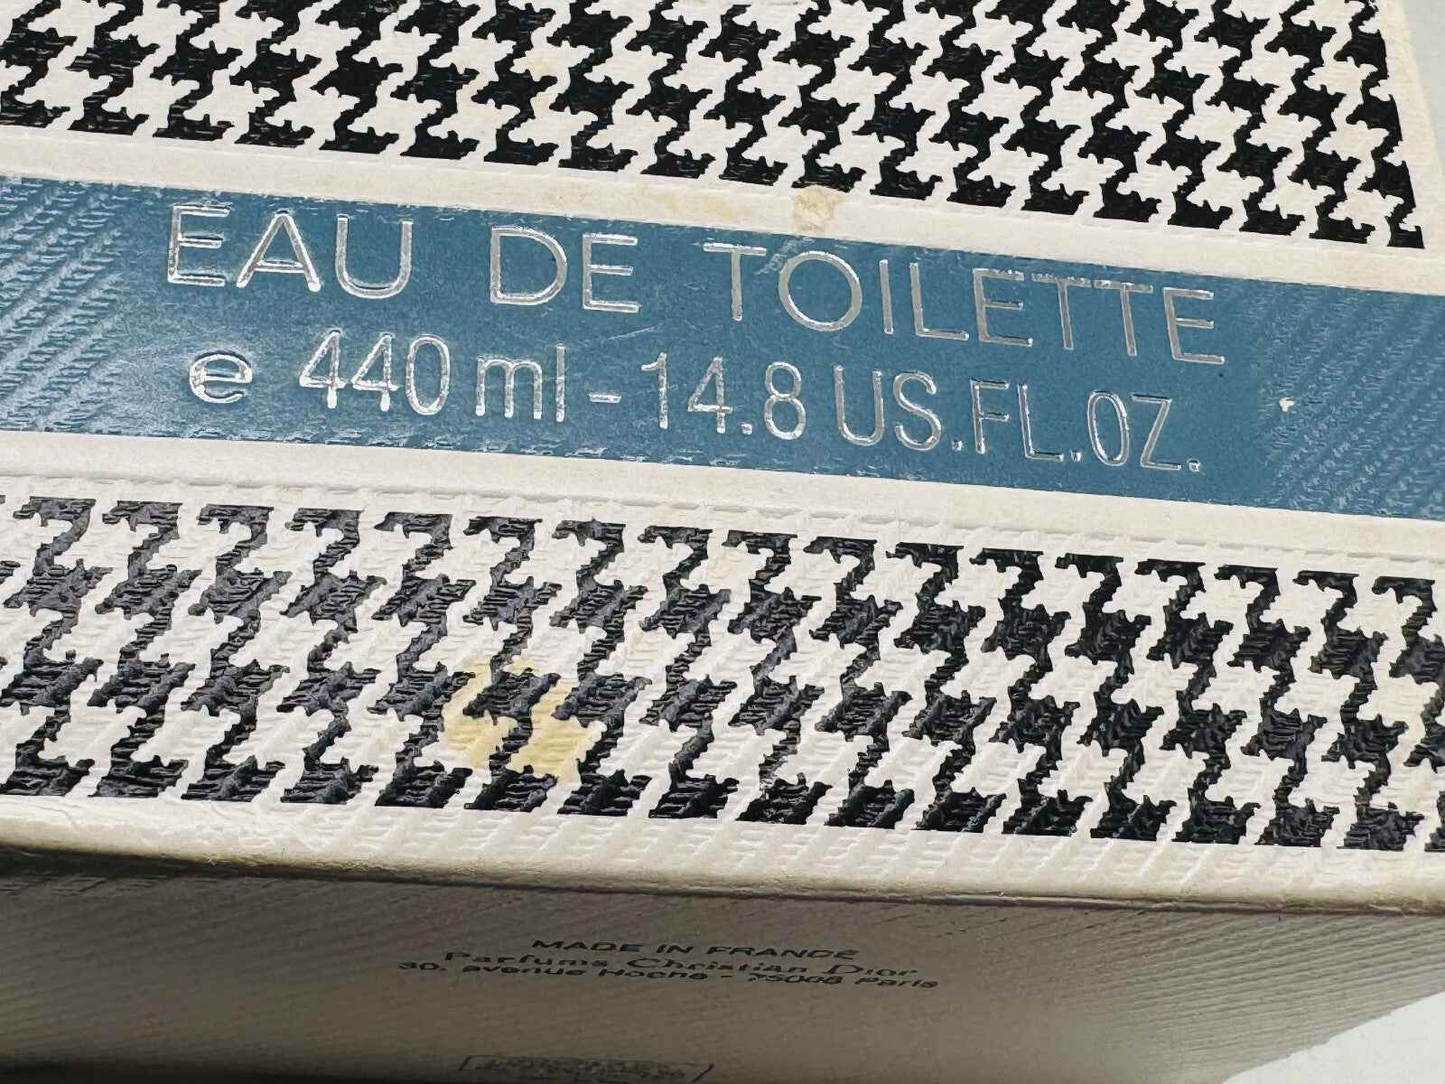 EAU DE TOILETTE
e 440 ml - 14.8 US.FL.OZ.
MADE IN FRANCE
Parfums Christian Dior
30, avenue Hoche - 75008 Paris